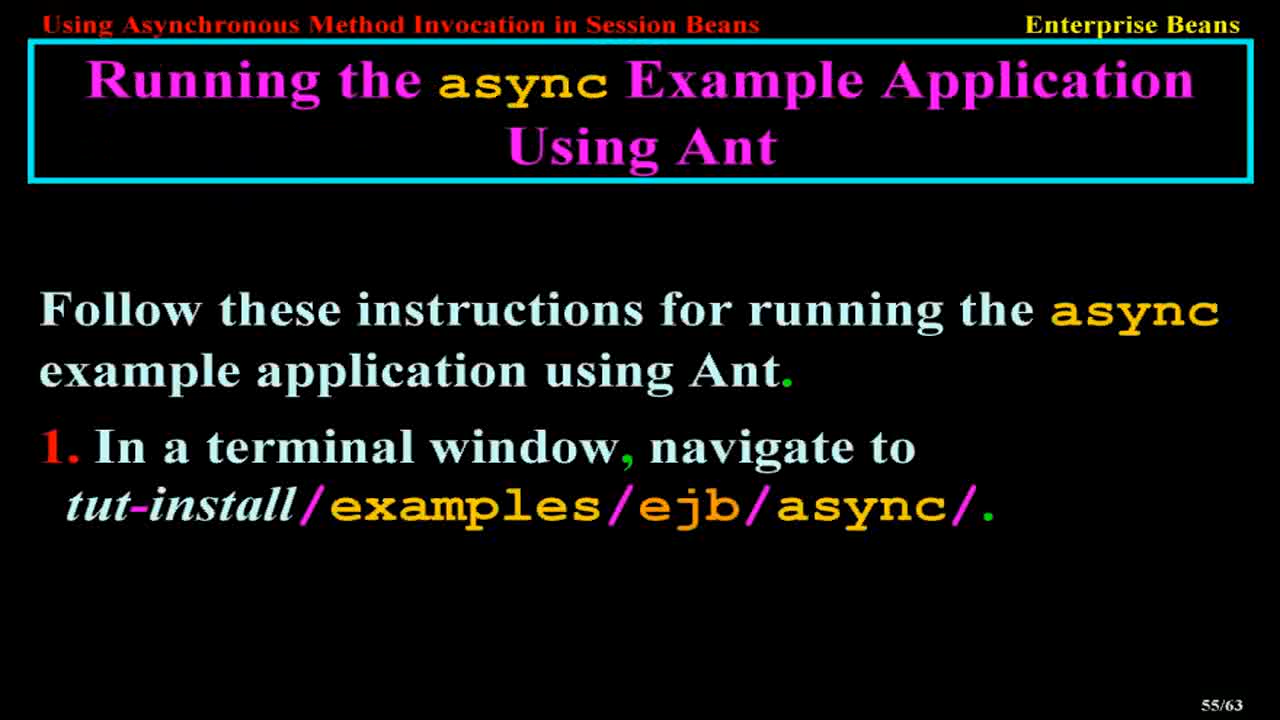 Using Asynchronous Method Invocation in Session Beans Enterprise Beans
Running the async Example Application
Using Ant
Follow these instructions for running the async
example application using Ant.
1. In a terminal window, navigate to
tut-install/examples/ejb/async/.
55/63